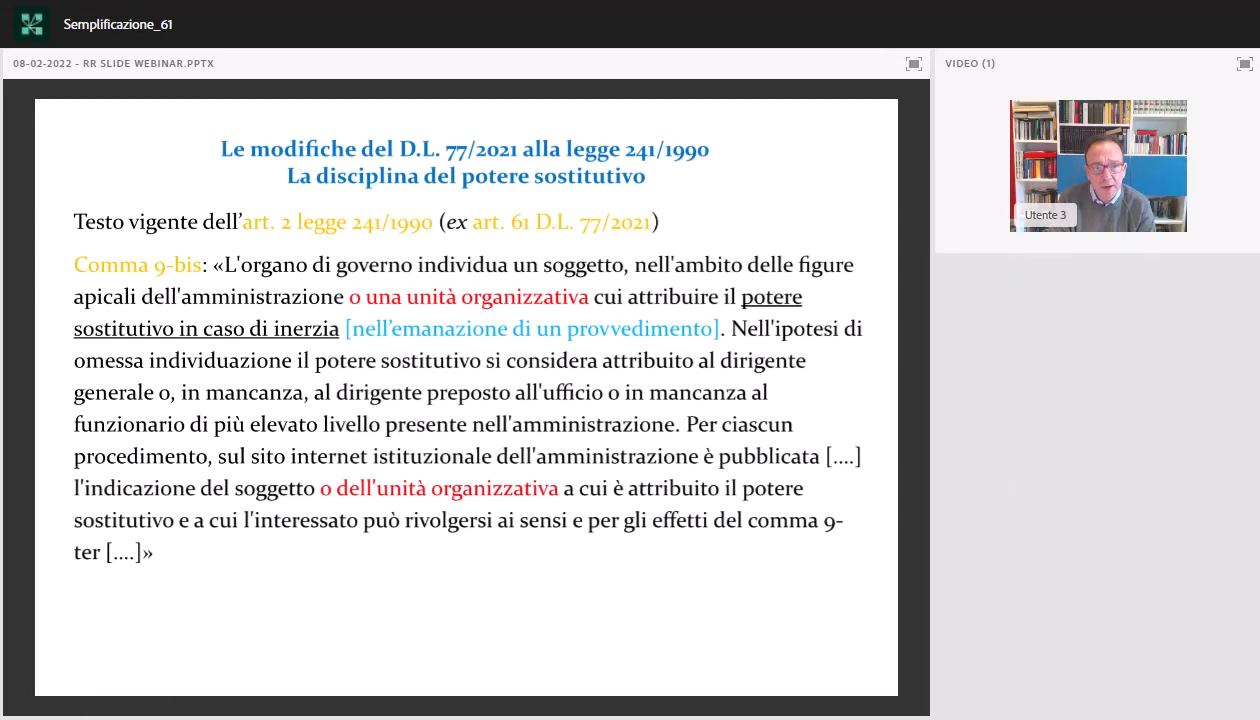 Semplificazione_61
08-02-2022 - RR SLIDE WEBINAR.PPTX
VIDEO (1)
Le modifiche del D.L. 77/2021 alla legge 241/1990
La disciplina del potere sostitutivo
Testo vigente dell'art. 2 legge 241/1990 (ex art. 61 D.L. 77/2021)
Comma 9-bis: «L'organo di governo individua un soggetto, nell'ambito delle figure
apicali dell'amministrazione o una unità organizzativa cui attribuire il potere
sostitutivo in caso di inerzia [nell'emanazione di un provvedimento]. Nell'ipotesi di
omessa individuazione il potere sostitutivo si considera attribuito al dirigente
generale o, in mancanza, al dirigente preposto all'ufficio o in mancanza al
funzionario di più elevato livello presente nell'amministrazione. Per ciascun
procedimento, sul sito internet istituzionale dell'amministrazione è pubblicata [....]
l'indicazione del soggetto o dell'unità organizzativa a cui è attribuito il potere
sostitutivo e a cui l'interessato può rivolgersi ai sensi e per gli effetti del comma 9-
ter [....]»
Utente 3